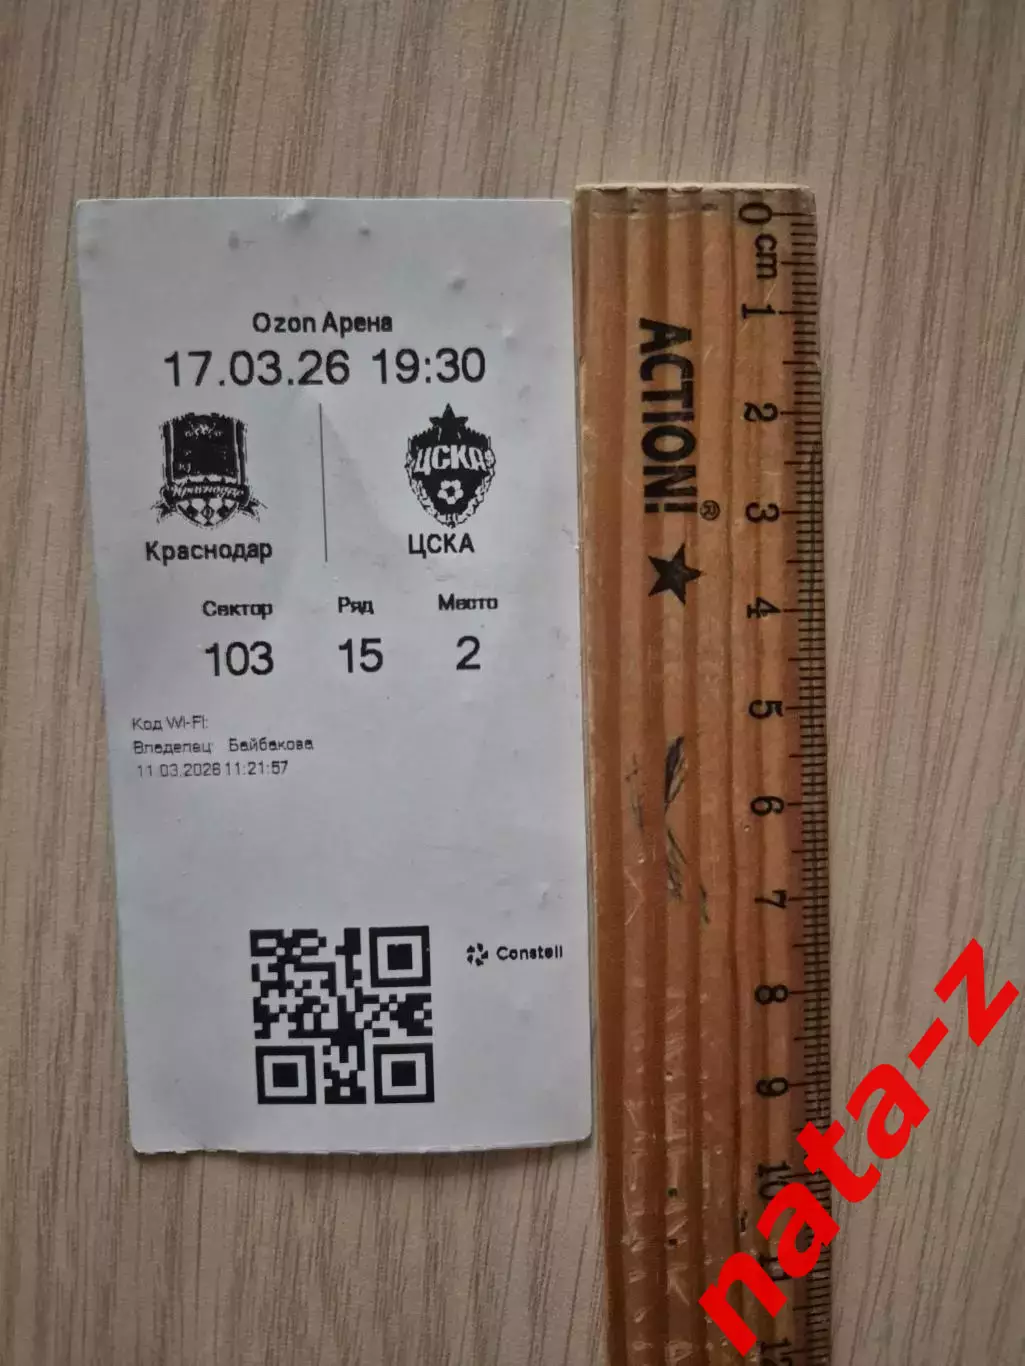 Ozon Арена
17.03.26 19:30
Краснодар
ЦСКА
Краснодар
ЦСКА
Сектор Ряд Место
103 15 2
Код WI-FI:
Владелец: Байбакова
11.03.2026 11:21:57
Constell
0 cm
1
2
3
4
5
6
7
8
9
10
11
ACTION!®
nata-z